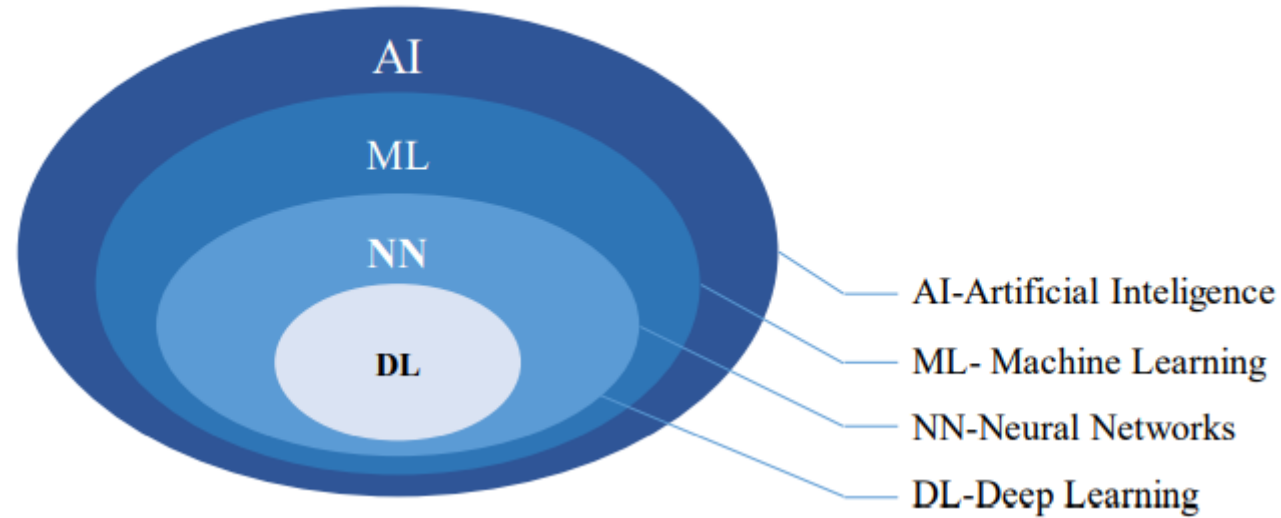 AI
ML
NN
DL
AI-Artificial Inteligence
ML- Machine Learning
NN-Neural Networks
DL-Deep Learning